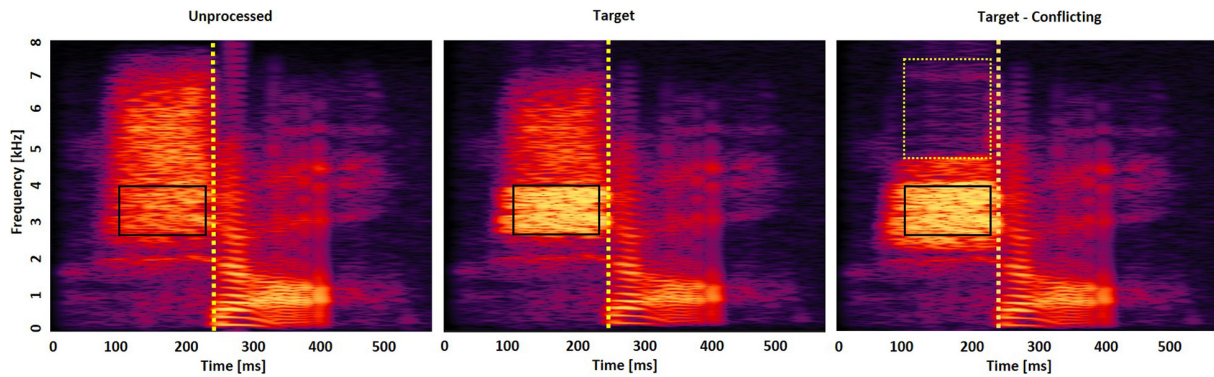 Unprocessed
Target
Target - Conflicting
Frequency [kHz]
8
7
6
5
4
3
2
1
0
0 100 200 300 400 500
0 100 200 300 400 500
0 100 200 300 400 500
Time [ms]
Time [ms]
Time [ms]